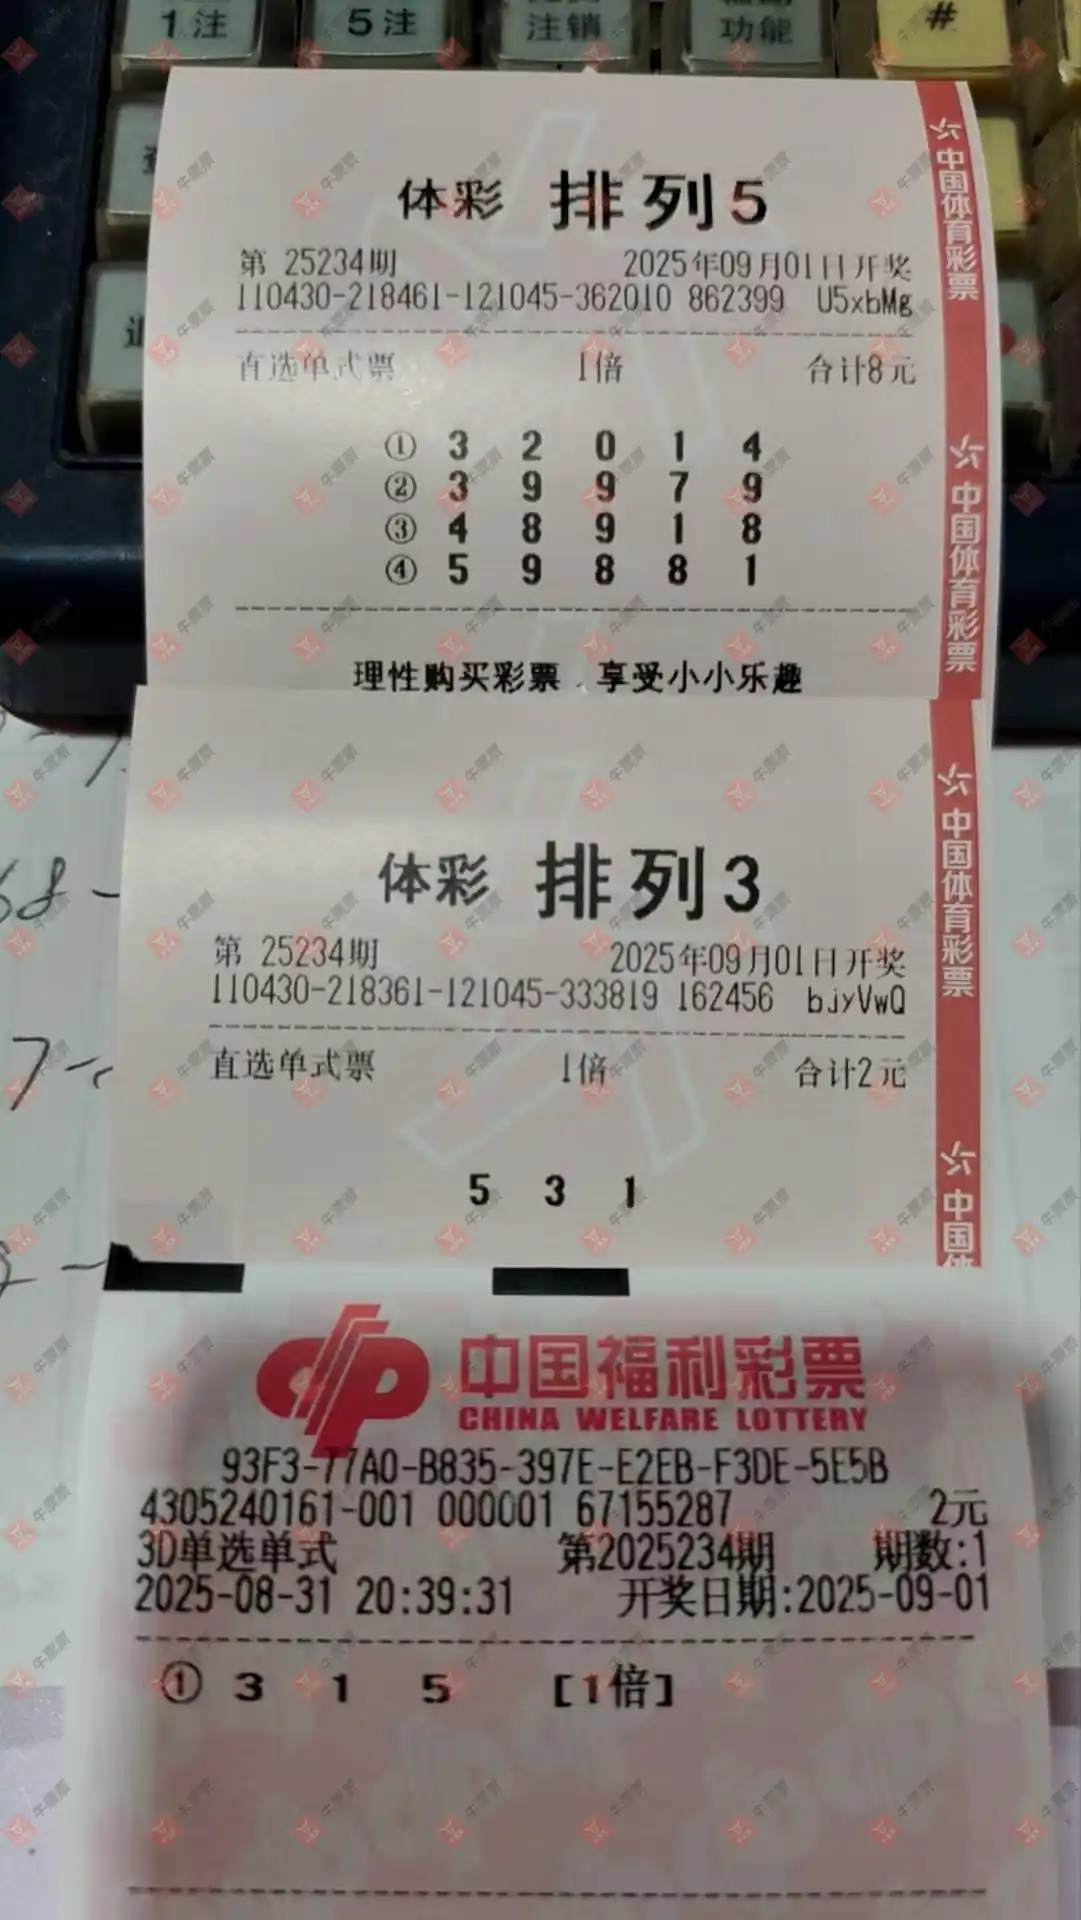 1注 5注 注销 功能 #
体彩 排列5
第 25234期 2025年09月01日开奖
110430-218461-121045-362010 862399 U5xbMg
直选单式票 1倍 合计8元
① 3 2 0 1 4
② 3 9 9 7 9
③ 4 8 9 1 8
④ 5 9 8 8 1
理性购买彩票 , 享受小小乐趣
中国体育彩票
中国体育彩票
体彩 排列3
第 25234期 2025年09月01日开奖
110430-218361-121045-333819 162456 bjyVwQ
直选单式票 1倍 合计2元
5 3 1
中国体育彩票
中国
中国福利彩票
CHINA WELFARE LOTTERY
93F3-77A0-B835-397E-E2EB-F3DE-5E5B
4305240161-001 000001 67155287 2元
3D单选单式 第2025234期 期数:1
2025-08-31 20:39:31 开奖日期:2025-09-01
① 3 1 5 [1倍]
牛票票